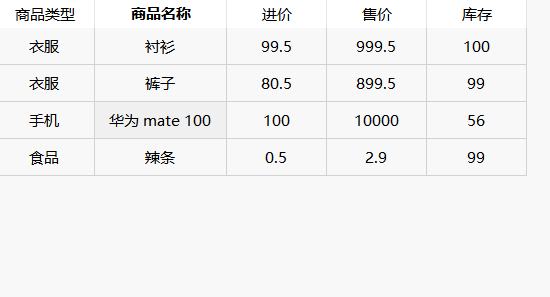 商品类型 商品名称 进价 售价 库存
衣服 衬衫 99.5 999.5 100
衣服 裤子 80.5 899.5 99
手机 华为 mate 100 100 10000 56
食品 辣条 0.5 2.9 99